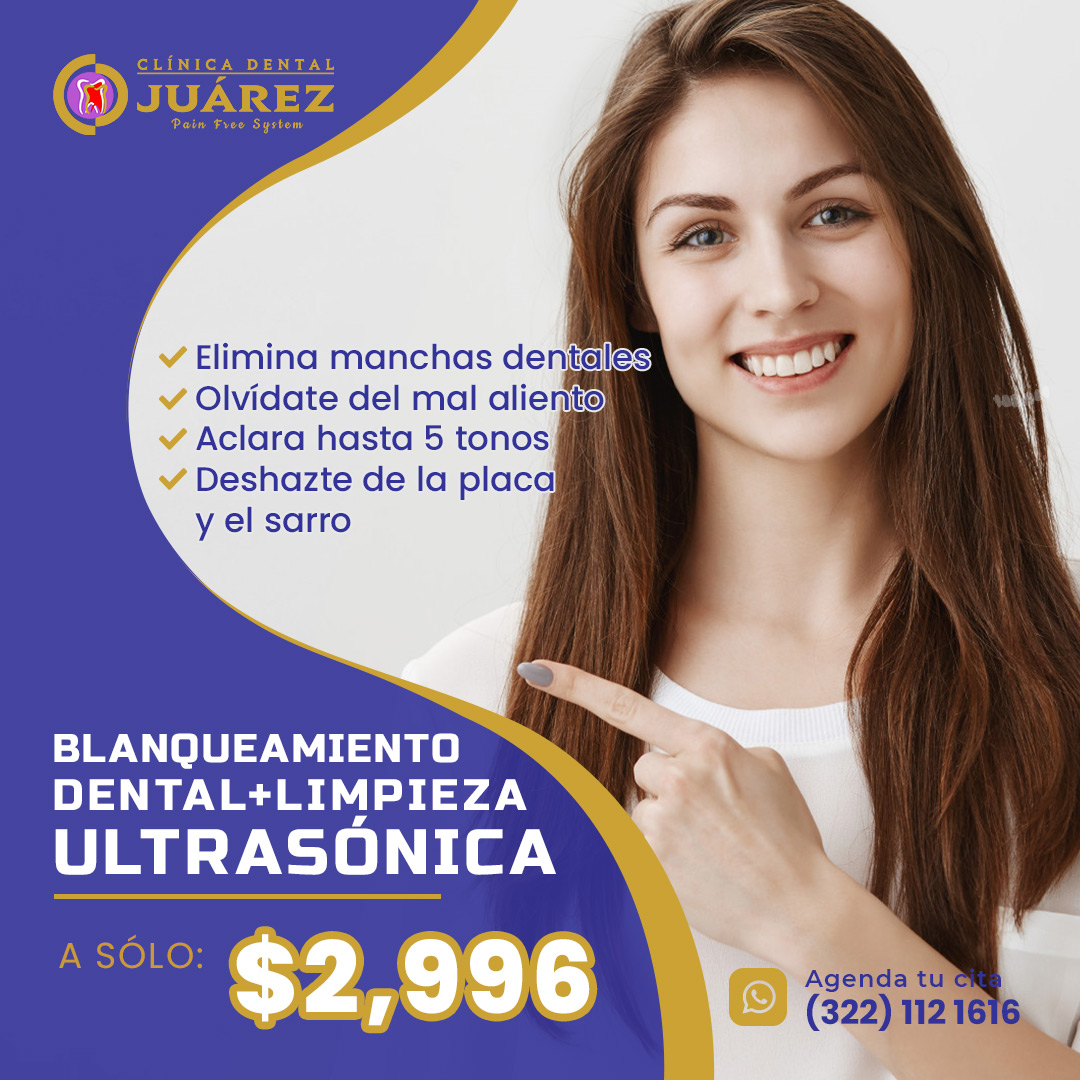 CLÍNICA DENTAL
JUÁREZ
Pain Free System
Elimina manchas dentales
Olvídate del mal aliento
Aclara hasta 5 tonos
Deshazte de la placa
y el sarro
BLANQUEAMIENTO
DENTAL+LIMPIEZA
ULTRASÓNICA
A SÓLO: $2,996
Agenda tu cita
(322) 112 1616